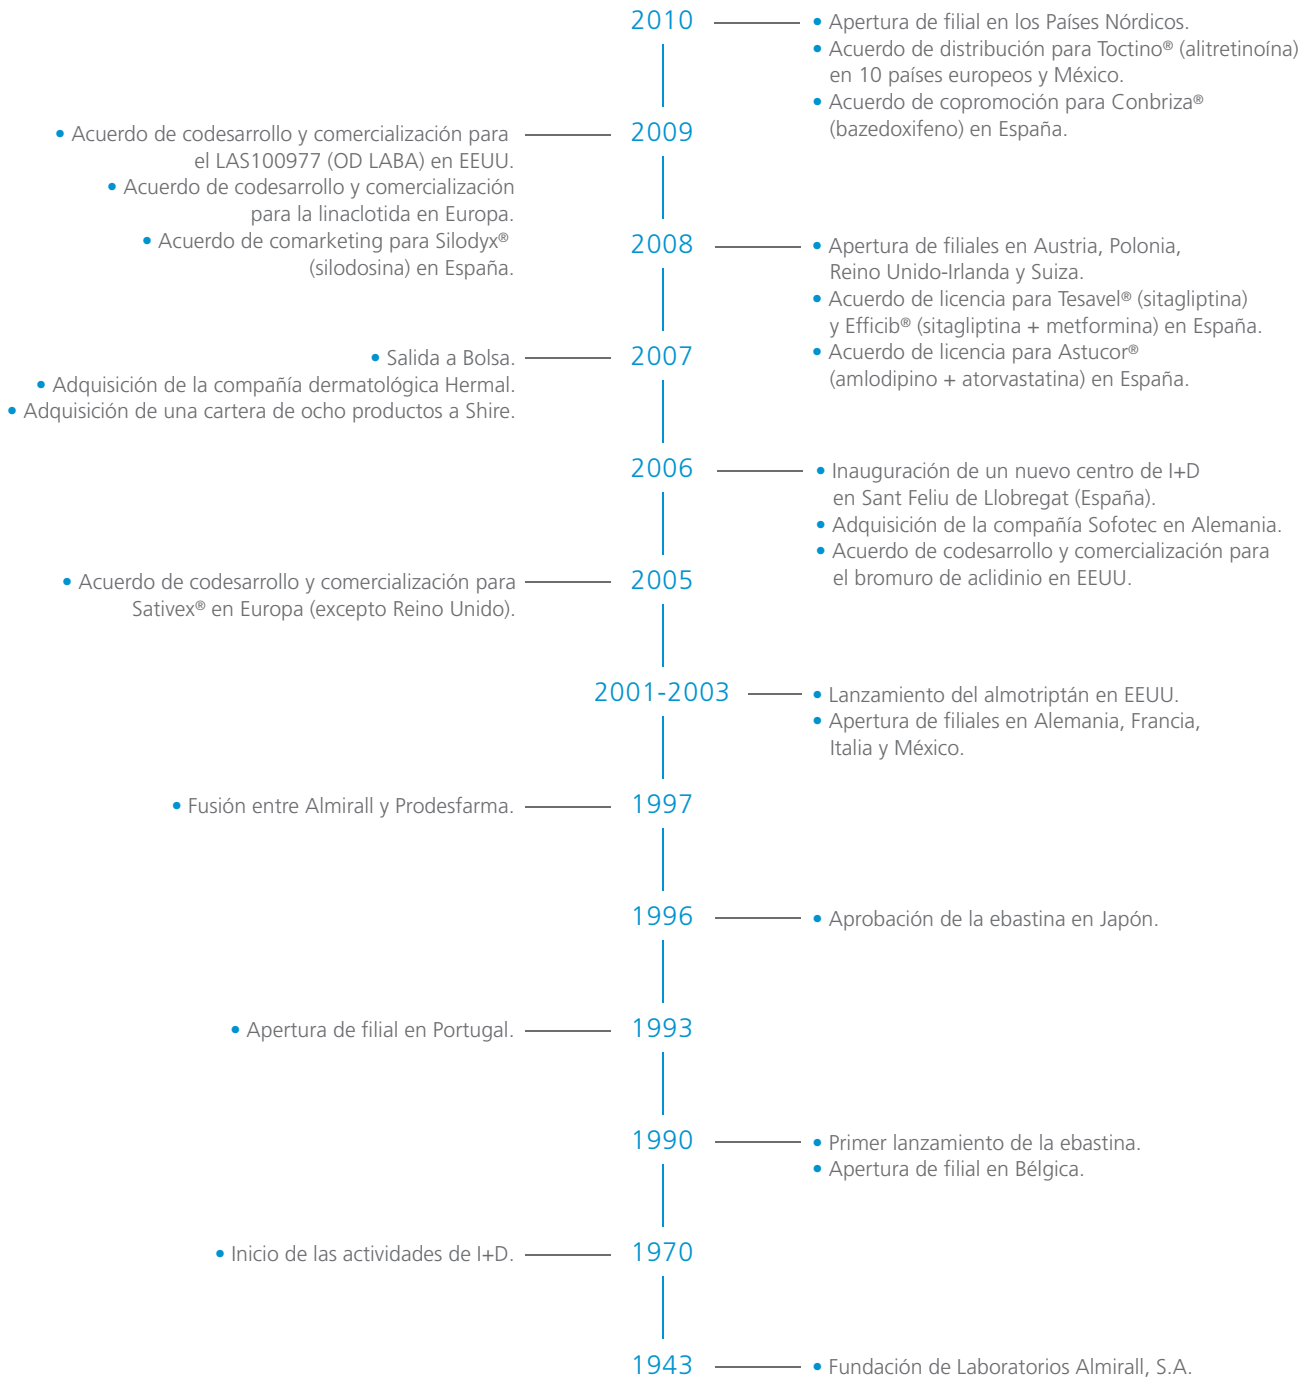 2010
• Apertura de filial en los Países Nórdicos.
• Acuerdo de distribución para Toctino® (alitretinoína)
en 10 países europeos y México.
• Acuerdo de copromoción para Conbriza®
(bazedoxifeno) en España.
2009
• Acuerdo de codesarrollo y comercialización para
el LAS100977 (OD LABA) en EEUU.
• Acuerdo de codesarrollo y comercialización
para la linaclotida en Europa.
• Acuerdo de comarketing para Silodyx®
(silodosina) en España.
2008
• Apertura de filiales en Austria, Polonia,
Reino Unido-Irlanda y Suiza.
• Acuerdo de licencia para Tesavel® (sitagliptina)
y Efficib® (sitagliptina + metformina) en España.
• Acuerdo de licencia para Astucor®
(amlodipino + atorvastatina) en España.
2007
• Salida a Bolsa.
• Adquisición de la compañía dermatológica Hermal.
• Adquisición de una cartera de ocho productos a Shire.
2006
• Inauguración de un nuevo centro de I+D
en Sant Feliu de Llobregat (España).
• Adquisición de la compañía Sofotec en Alemania.
• Acuerdo de codesarrollo y comercialización para
el bromuro de aclidinio en EEUU.
2005
• Acuerdo de codesarrollo y comercialización para
Sativex® en Europa (excepto Reino Unido).
2001-2003
• Lanzamiento del almotriptán en EEUU.
• Apertura de filiales en Alemania, Francia,
Italia y México.
1997
• Fusión entre Almirall y Prodesfarma.
1996
• Aprobación de la ebastina en Japón.
1993
• Apertura de filial en Portugal.
1990
• Primer lanzamiento de la ebastina.
• Apertura de filial en Bélgica.
1970
• Inicio de las actividades de I+D.
1943
• Fundación de Laboratorios Almirall, S.A.